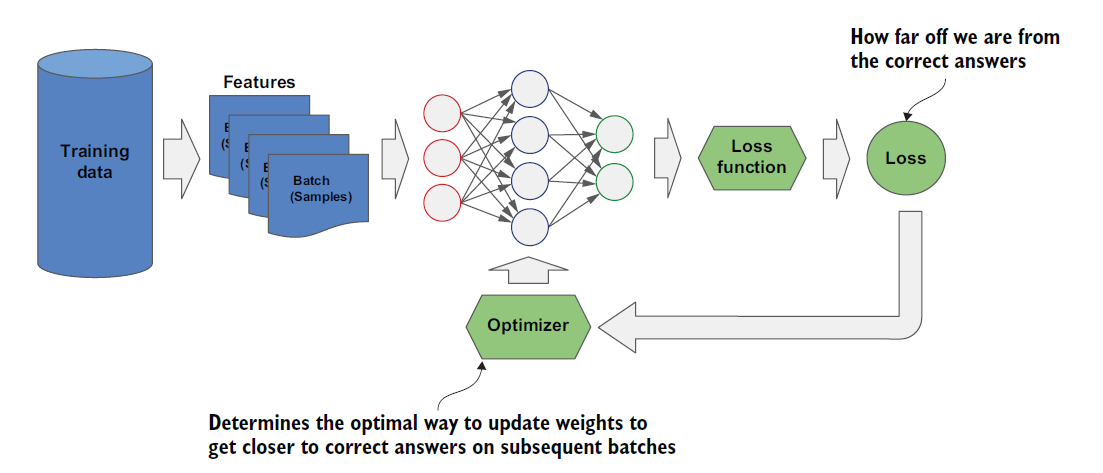 How far off we are from
the correct answers
Features
Training
data
Batch
(Samples)
Loss
function
Loss
Optimizer
Determines the optimal way to update weights to
get closer to correct answers on subsequent batches